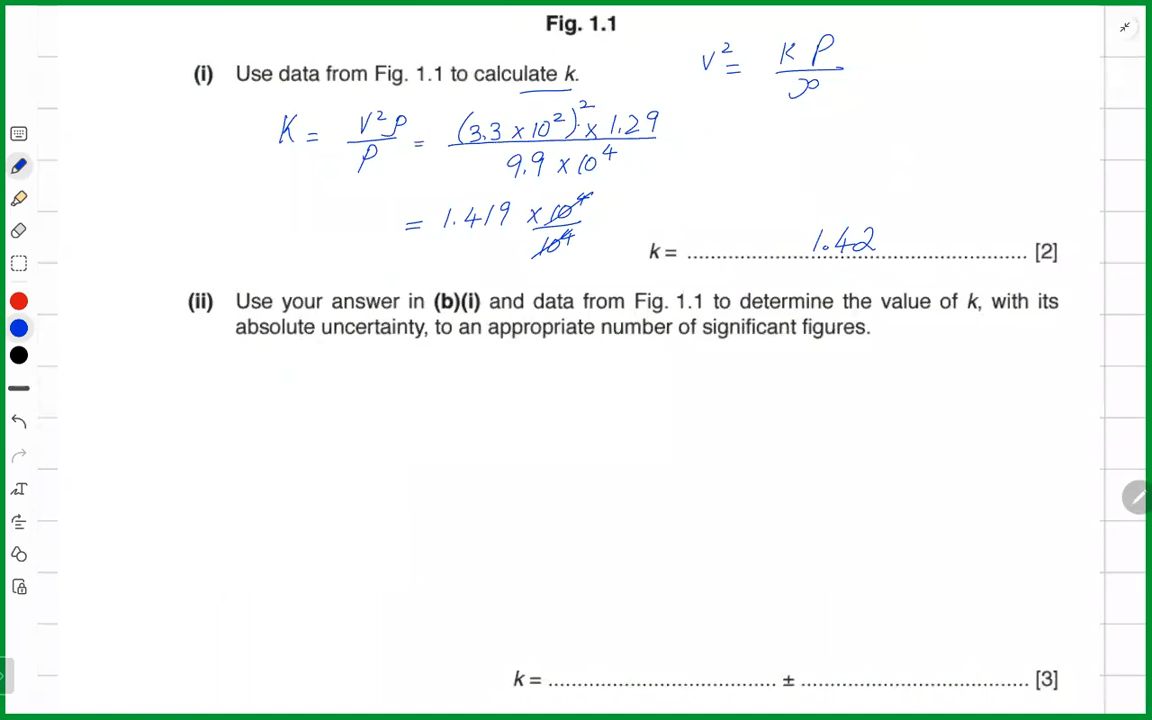 Fig. 1.1
v² = kP/ρ
(i) Use data from Fig. 1.1 to calculate k.
K = v²ρ/P = (3.3 x 10²)² x 1.29 / 9.9 x 10⁴
= 1.419 x 10⁴/10⁴
k = 1.42 [2]
(ii) Use your answer in (b)(i) and data from Fig. 1.1 to determine the value of k, with its
absolute uncertainty, to an appropriate number of significant figures.
k = ± [3]